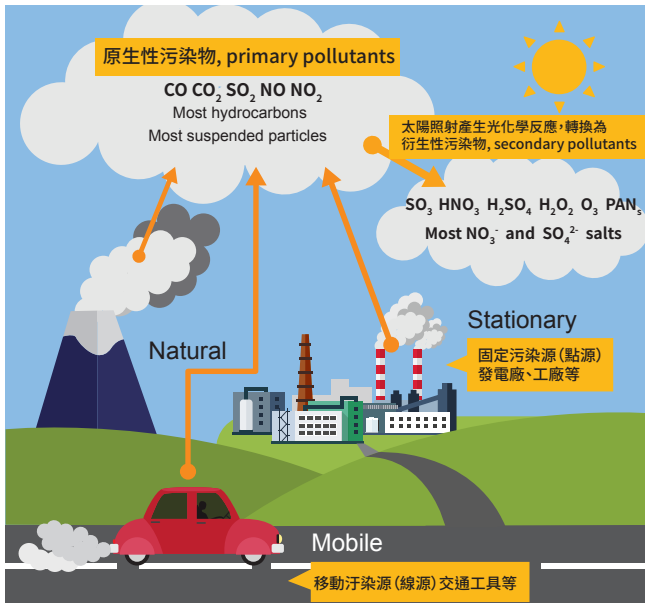 原生性污染物, primary pollutants
CO CO₂ SO₂ NO NO₂
Most hydrocarbons
Most suspended particles
太陽照射產生光化學反應，轉換為
衍生性污染物, secondary pollutants
SO₃ HNO₃ H₂SO₄ H₂O₂ O₃ PANₛ
Most NO₃⁻ and SO₄²⁻ salts
Natural
Stationary
固定污染源（點源）
發電廠、工廠等
Mobile
移動汙染源（線源）交通工具等